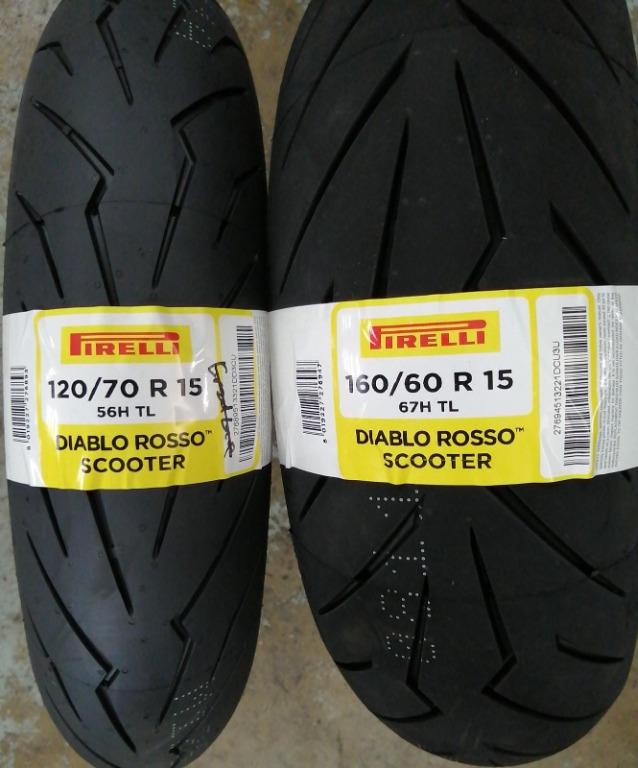 PIRELLI
120/70 R 15
56H TL
DIABLO ROSSO™
SCOOTER
PIRELLI
160/60 R 15
67H TL
DIABLO ROSSO™
SCOOTER